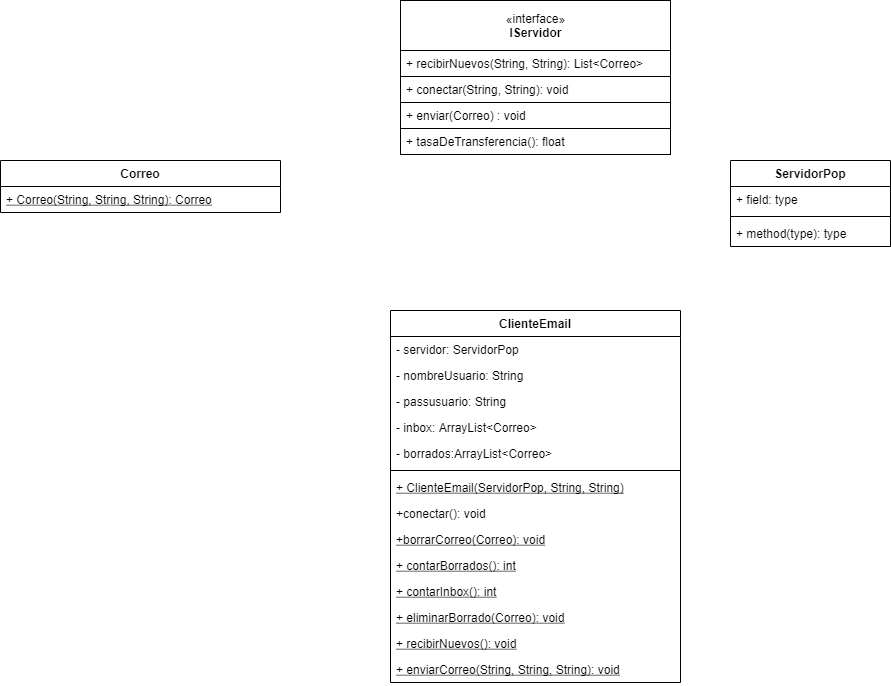 «interface»
IServidor
+ recibirNuevos(String, String): List<Correo>
+ conectar(String, String): void
+ enviar(Correo) : void
+ tasaDeTransferencia(): float
Correo
+ Correo(String, String, String): Correo
ServidorPop
+ field: type
+ method(type): type
ClienteEmail
- servidor: ServidorPop
- nombreUsuario: String
- passusuario: String
- inbox: ArrayList<Correo>
- borrados:ArrayList<Correo>
+ ClienteEmail(ServidorPop, String, String)
+conectar(): void
+borrarCorreo(Correo): void
+ contarBorrados(): int
+ contarInbox(): int
+ eliminarBorrado(Correo): void
+ recibirNuevos(): void
+ enviarCorreo(String, String, String): void